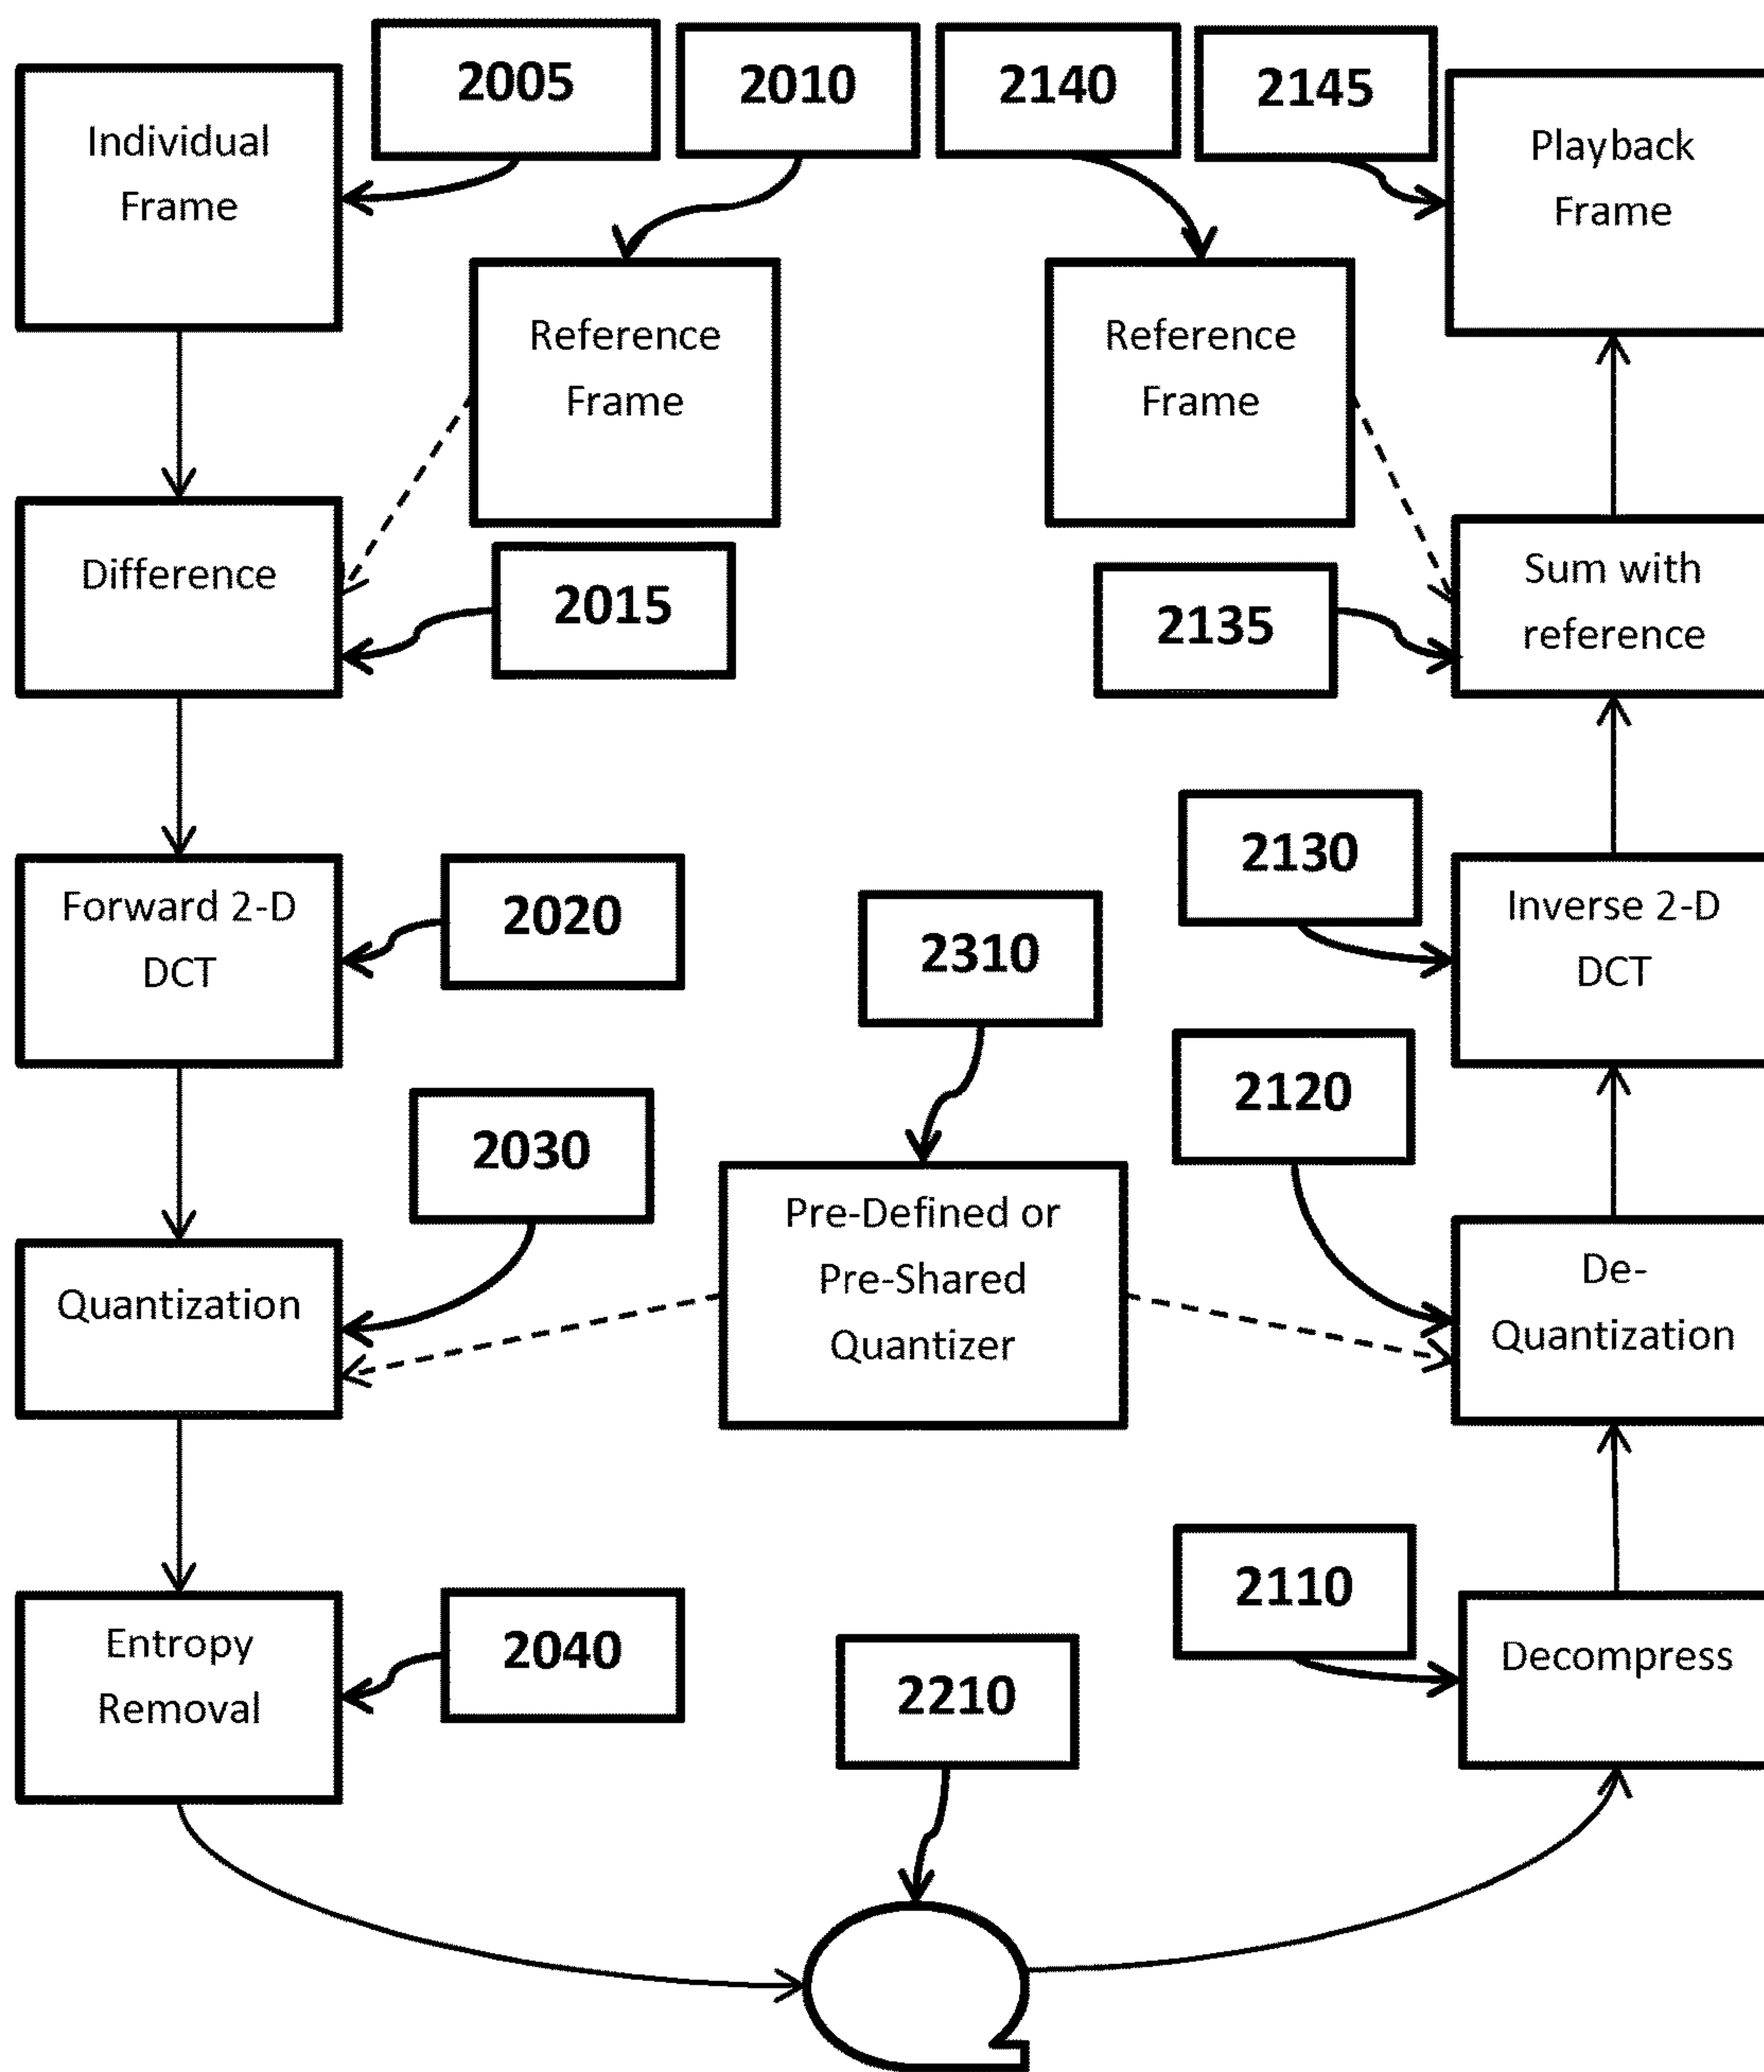 2005
2010
2140
2145
Individual
Frame
Playback
Frame
Reference
Frame
Reference
Frame
Difference
2015
2135
Sum with
reference
Forward 2-D
DCT
2020
2310
2130
Inverse 2-D
DCT
2030
2120
Quantization
Pre-Defined or
Pre-Shared
Quantizer
De-
Quantization
Entropy
Removal
2040
2210
2110
Decompress